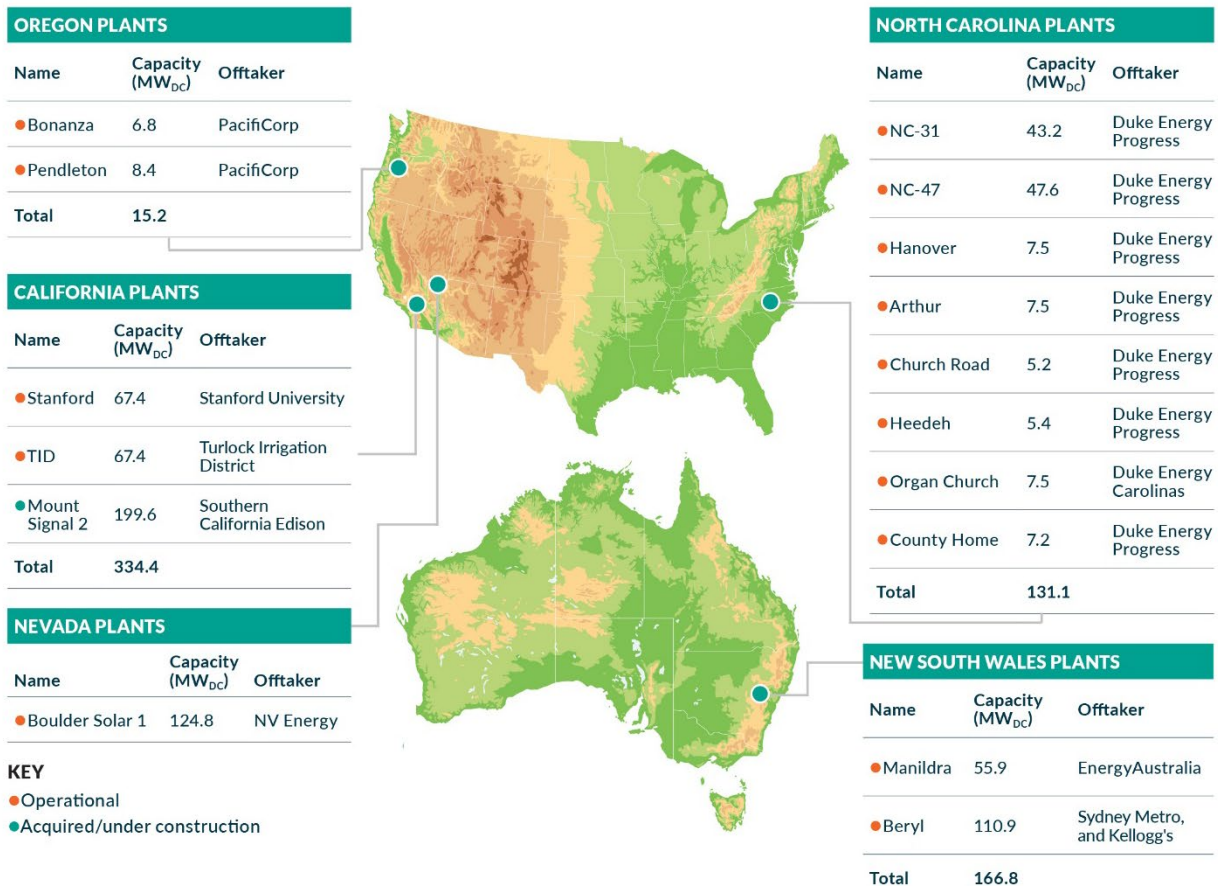 OREGON PLANTS
Name Capacity (MWDC) Offtaker
Bonanza 6.8 PacifiCorp
Pendleton 8.4 PacifiCorp
Total 15.2
CALIFORNIA PLANTS
Name Capacity (MWDC) Offtaker
Stanford 67.4 Stanford University
TID 67.4 Turlock Irrigation District
Mount Signal 2 199.6 Southern California Edison
Total 334.4
NEVADA PLANTS
Name Capacity (MWDC) Offtaker
Boulder Solar 1 124.8 NV Energy
KEY
Operational
Acquired/under construction
NORTH CAROLINA PLANTS
Name Capacity (MWDC) Offtaker
NC-31 43.2 Duke Energy Progress
NC-47 47.6 Duke Energy Progress
Hanover 7.5 Duke Energy Progress
Arthur 7.5 Duke Energy Progress
Church Road 5.2 Duke Energy Progress
Heedeh 5.4 Duke Energy Progress
Organ Church 7.5 Duke Energy Carolinas
County Home 7.2 Duke Energy Progress
Total 131.1
NEW SOUTH WALES PLANTS
Name Capacity (MWDC) Offtaker
Manildra 55.9 EnergyAustralia
Beryl 110.9 Sydney Metro, and Kellogg's
Total 166.8